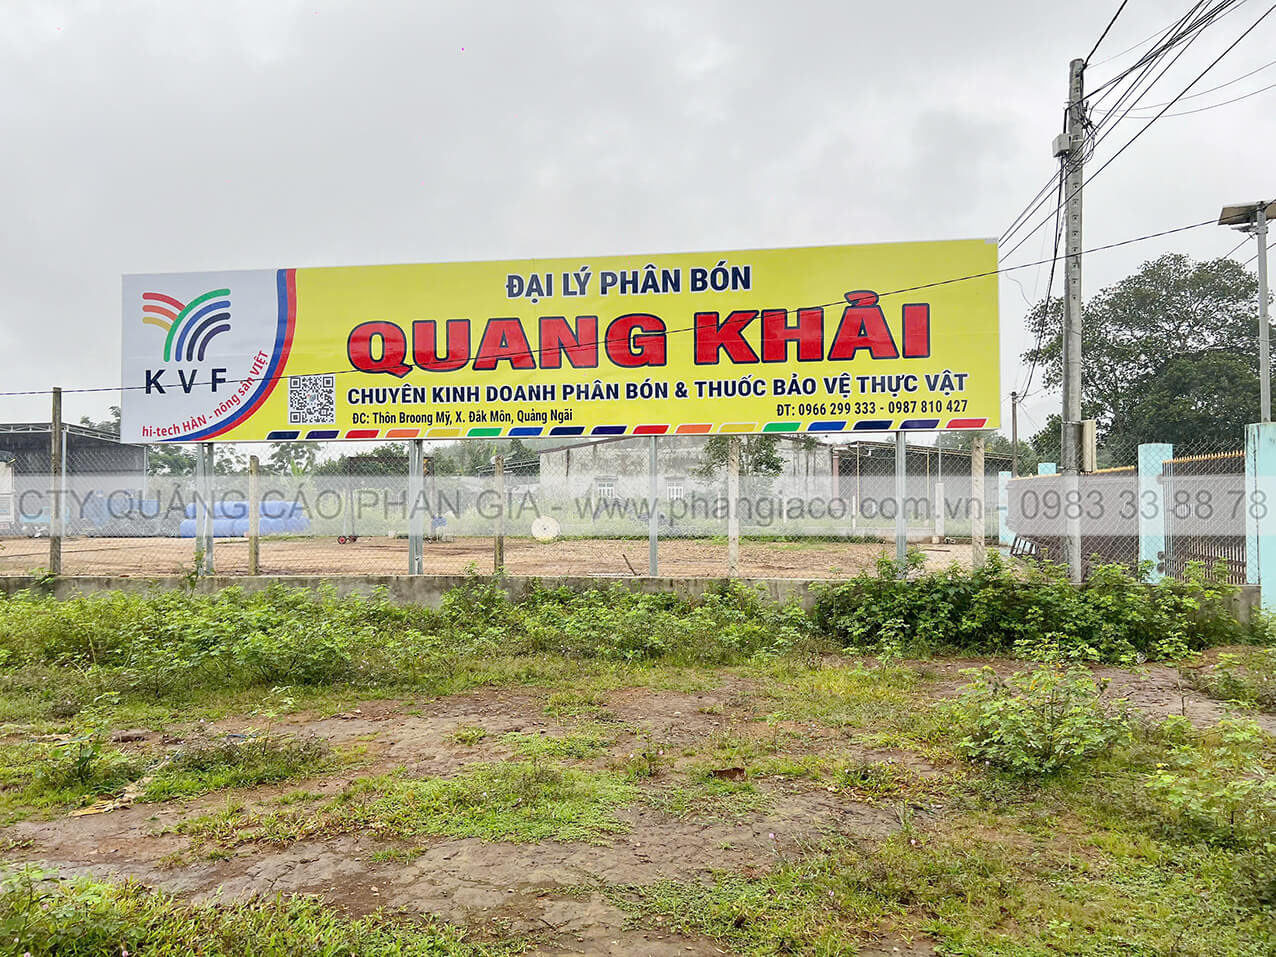 ĐẠI LÝ PHÂN BÓN
QUANG KHẢI
CHUYÊN KINH DOANH PHÂN BÓN & THUỐC BẢO VỆ THỰC VẬT
ĐC: Thôn Broong Mỹ, X. Đắk Môn, Quảng Ngãi
ĐT: 0966 299 333 - 0987 810 427
KVF
hi-tech HÀN - nông sản VIỆT
CTY QUẢNG CÁO PHAN GIA - www.phangiaco.com.vn - 0983 33 88 78